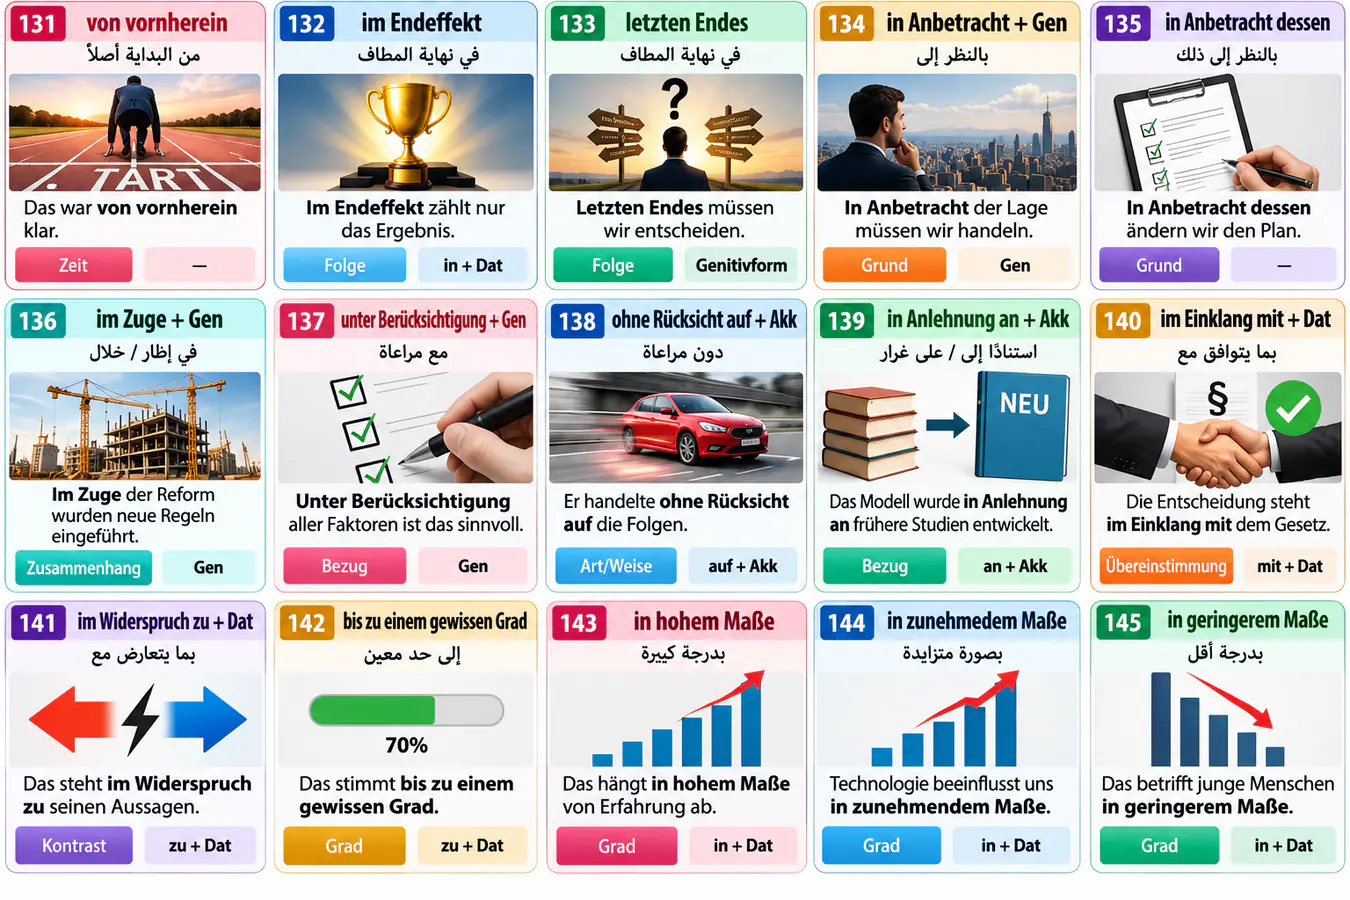 131 von vornherein
من البداية أصلاً
TART
Das war von vornherein
klar.
Zeit —
132 im Endeffekt
في نهاية المطاف
Im Endeffekt zählt nur
das Ergebnis.
Folge in + Dat
133 letzten Endes
في نهاية المطاف
?
Letzten Endes müssen
wir entscheiden.
Folge Genitivform
134 in Anbetracht + Gen
بالنظر إلى
In Anbetracht der Lage
müssen wir handeln.
Grund Gen
135 in Anbetracht dessen
بالنظر إلى ذلك
In Anbetracht dessen
ändern wir den Plan.
Grund —
136 im Zuge + Gen
في إطار / خلال
Im Zuge der Reform
wurden neue Regeln
eingeführt.
Zusammenhang Gen
137 unter Berücksichtigung + Gen
مع مراعاة
Unter Berücksichtigung
aller Faktoren ist das sinnvoll.
Bezug Gen
138 ohne Rücksicht auf + Akk
دون مراعاة
Er handelte ohne Rücksicht
auf die Folgen.
Art/Weise auf + Akk
139 in Anlehnung an + Akk
استنادًا إلى / على غرار
NEU
Das Modell wurde in Anlehnung
an frühere Studien entwickelt.
Bezug an + Akk
140 im Einklang mit + Dat
بما يتوافق مع
§
Die Entscheidung steht
im Einklang mit dem Gesetz.
Übereinstimmung mit + Dat
141 im Widerspruch zu + Dat
بما يتعارض مع
Das steht im Widerspruch
zu seinen Aussagen.
Kontrast zu + Dat
142 bis zu einem gewissen Grad
إلى حد معين
70%
Das stimmt bis zu einem
gewissen Grad.
Grad zu + Dat
143 in hohem Maße
بدرجة كبيرة
Das hängt in hohem Maße
von Erfahrung ab.
Grad in + Dat
144 in zunehmedem Maße
بصورة متزايدة
Technologie beeinflusst uns
in zunehmendem Maße.
Grad in + Dat
145 in geringerem Maße
بدرجة أقل
Das betrifft junge Menschen
in geringerem Maße.
Grad in + Dat